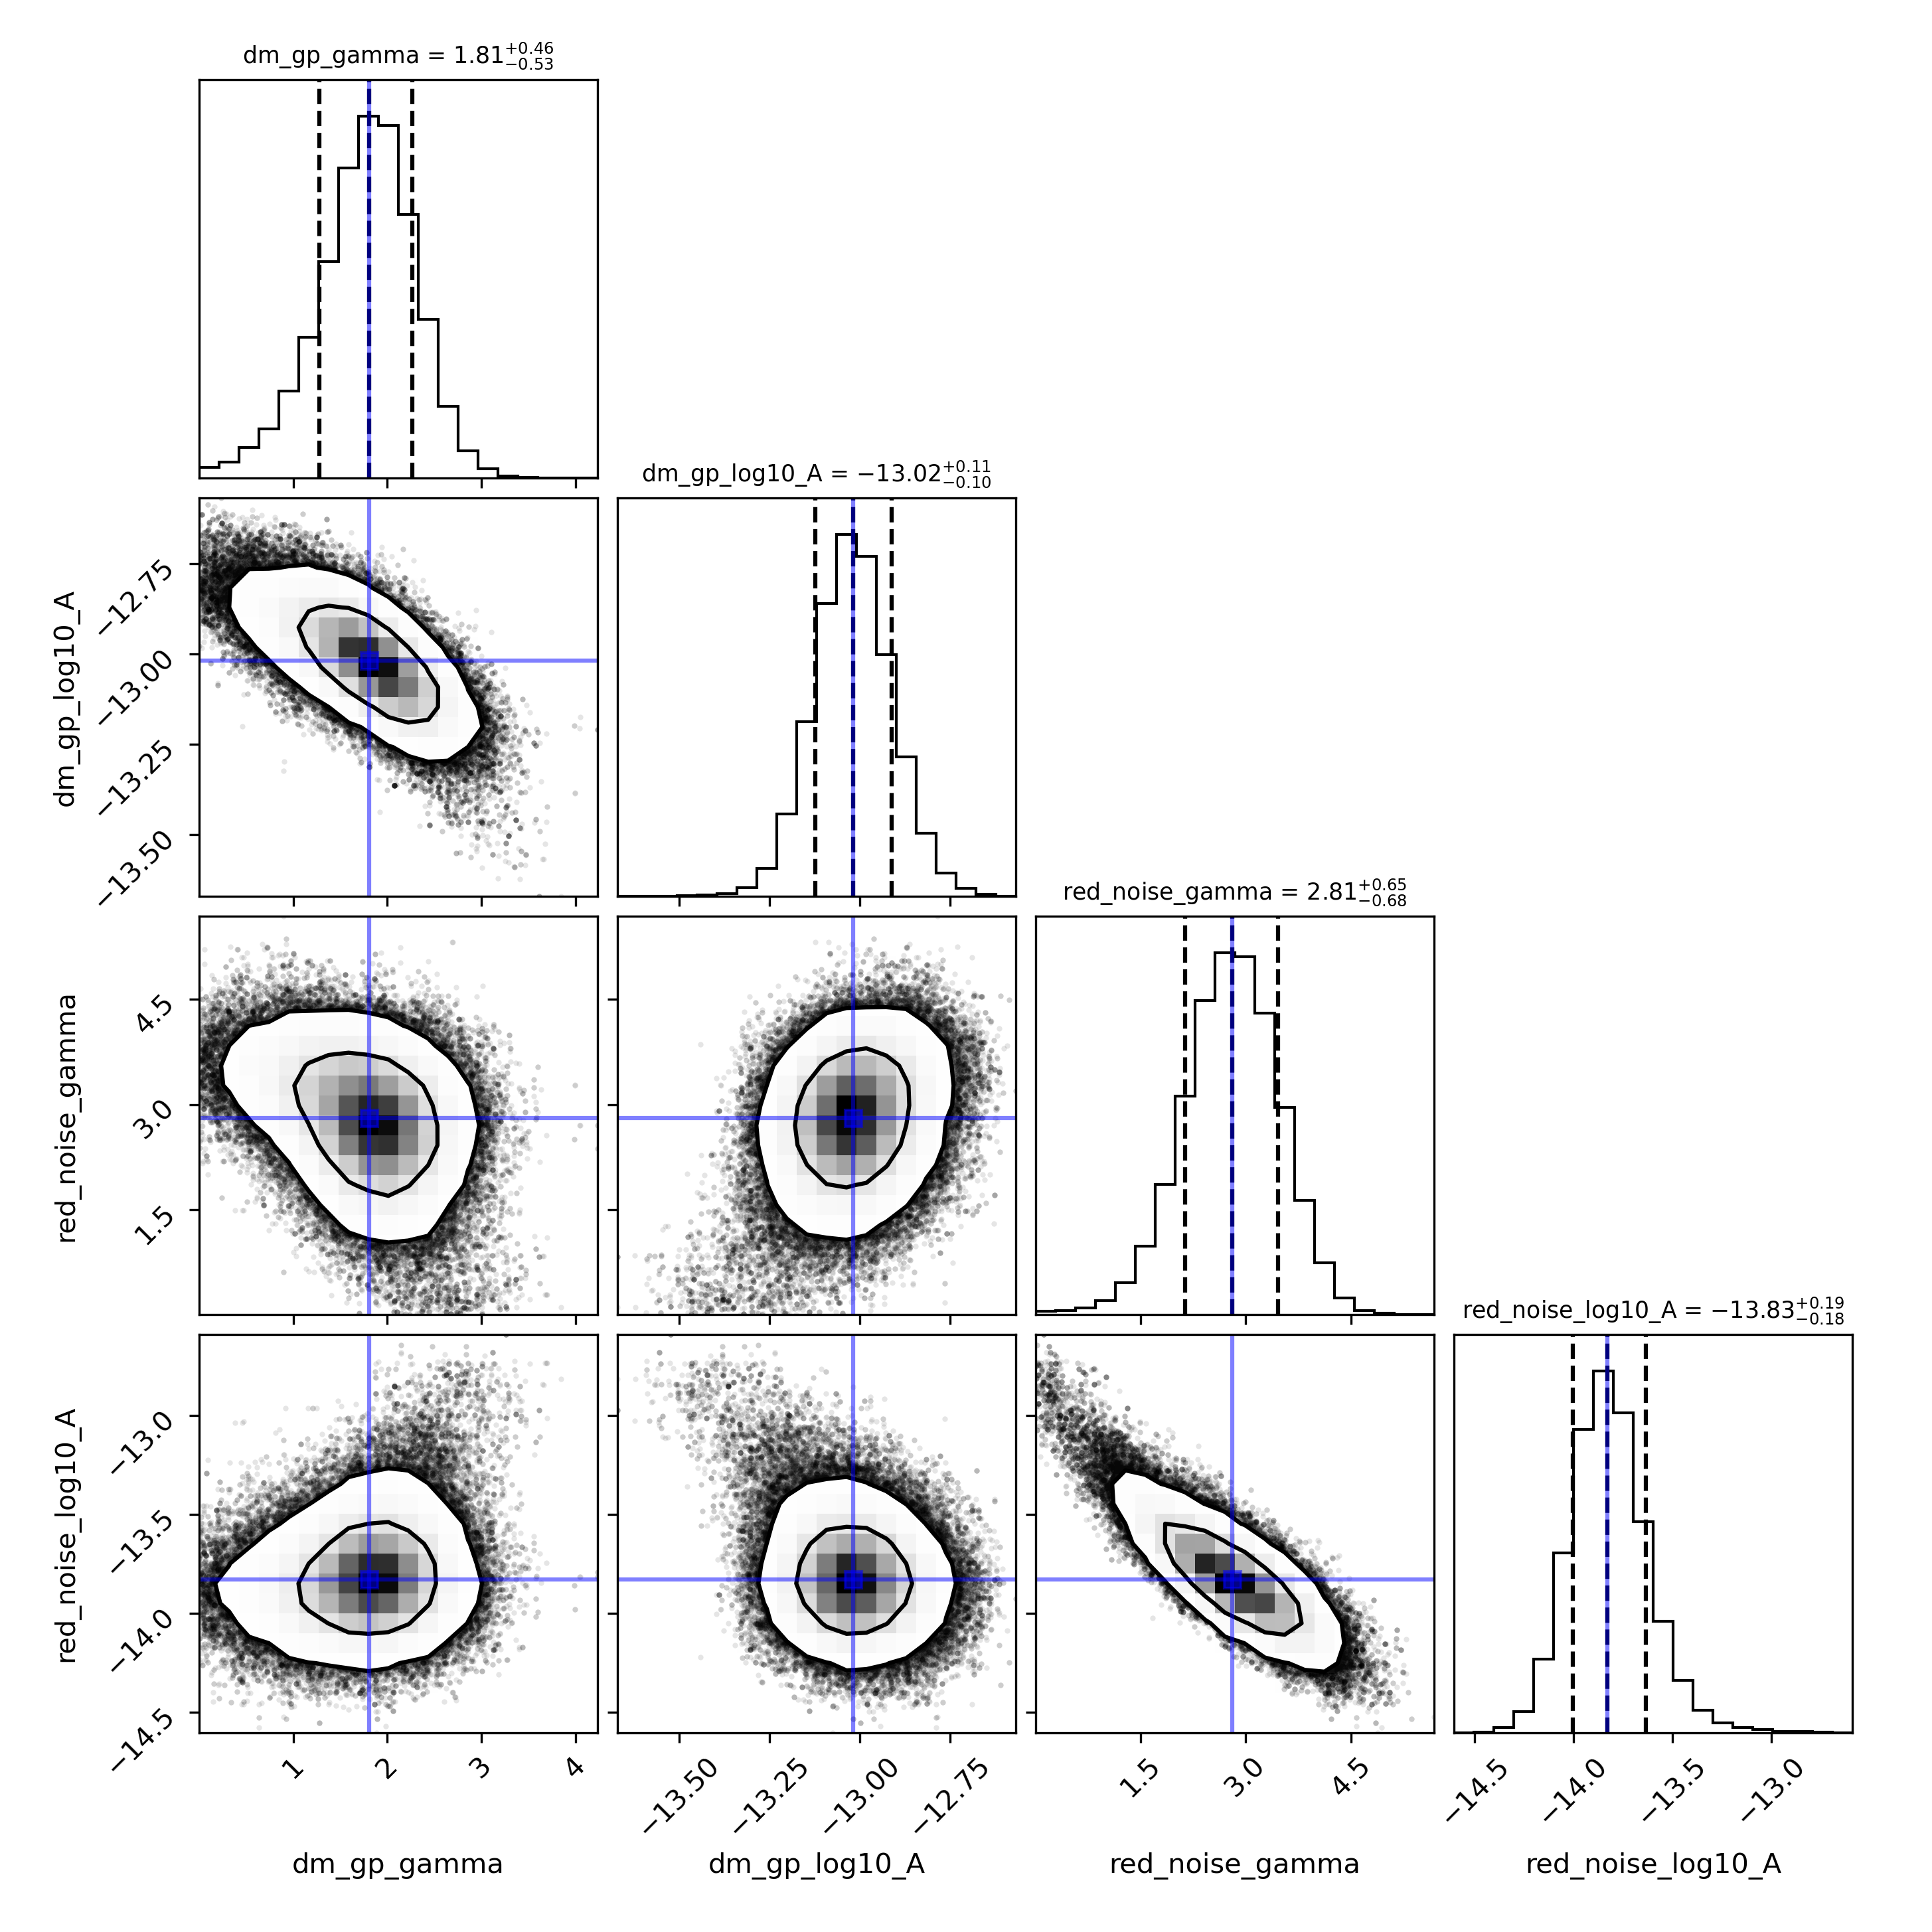 dm_gp_gamma = 1.81+0.46−0.53
dm_gp_log10_A = −13.02+0.11−0.10
−12.75
−13.00
−13.25
−13.50
dm_gp_log10_A
red_noise_gamma = 2.81+0.65−0.68
4.5
3.0
1.5
red_noise_gamma
red_noise_log10_A = −13.83+0.19−0.18
−13.0
−13.5
−14.0
−14.5
red_noise_log10_A
1 2 3 4
−13.50 −13.25 −13.00 −12.75
1.5 3.0 4.5
−14.5 −14.0 −13.5 −13.0
dm_gp_gamma
dm_gp_log10_A
red_noise_gamma
red_noise_log10_A